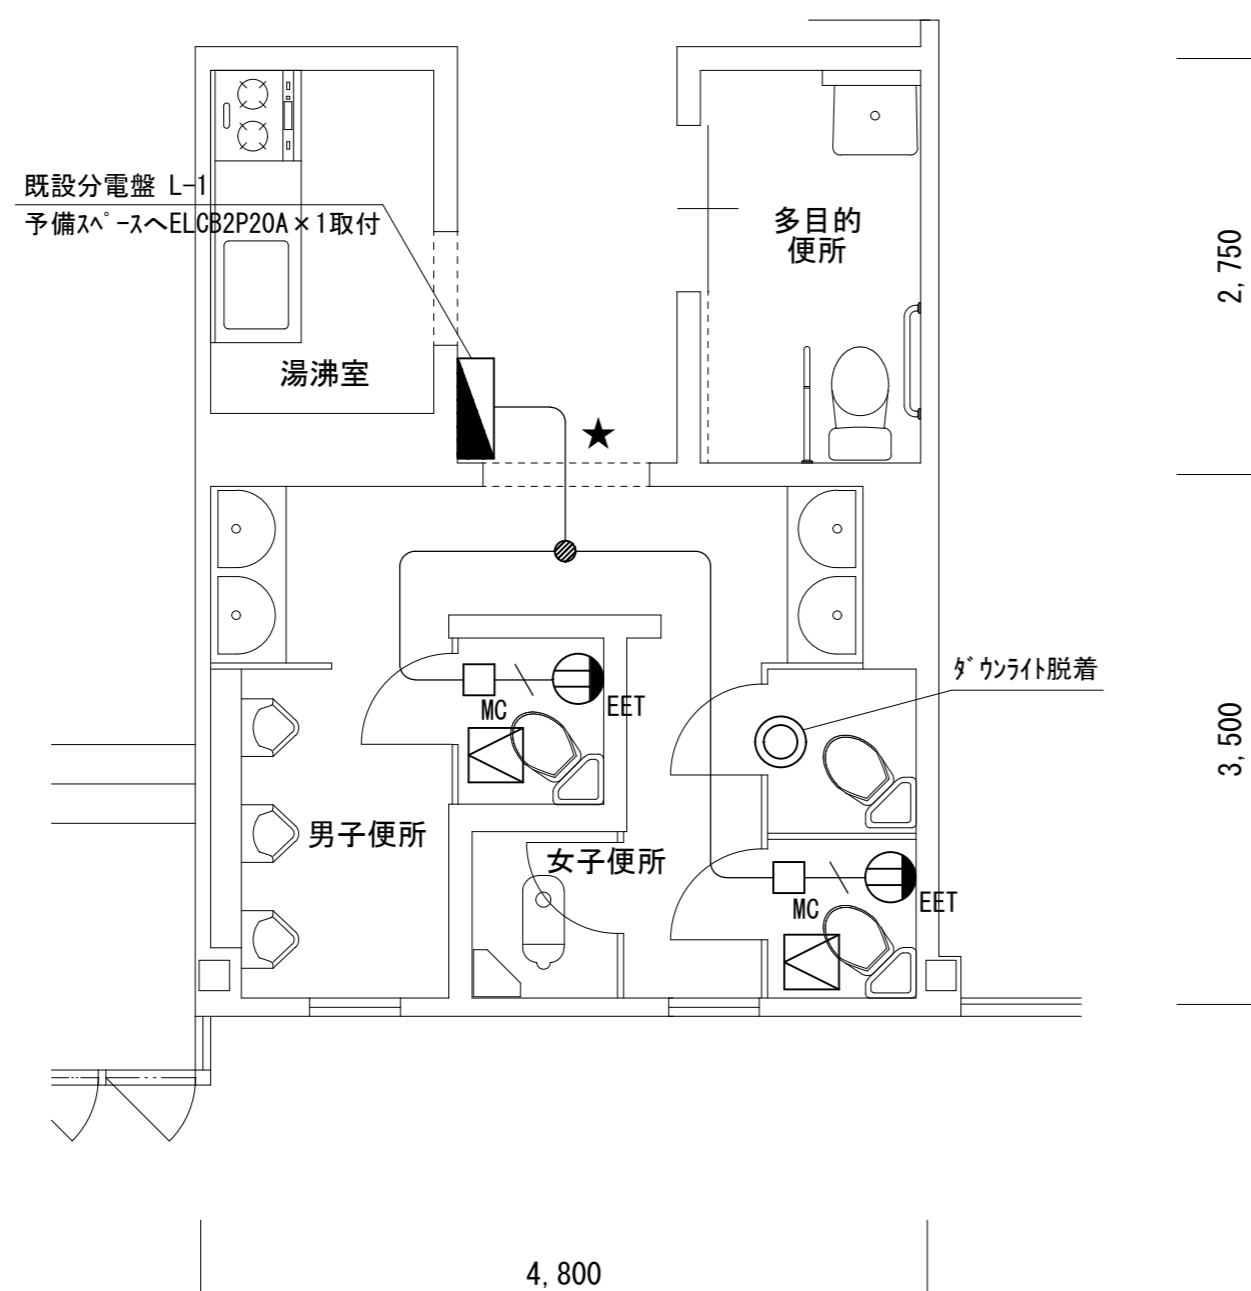 既設分電盤 L-1
予備スペースへELCB2P20A×1取付
多目的
便所
2,750
湯沸室
★
ダウンライト脱着
MC
EET
3,500
男子便所
女子便所
MC
EET
4,800